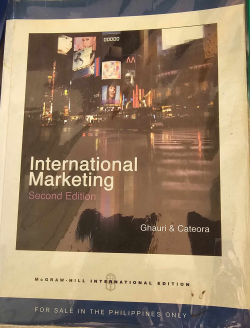 International
Marketing
Second Edition
Ghauri & Cateora
McGRAW-HILL INTERNATIONAL EDITION
FOR SALE IN THE PHILIPPINES ONLY